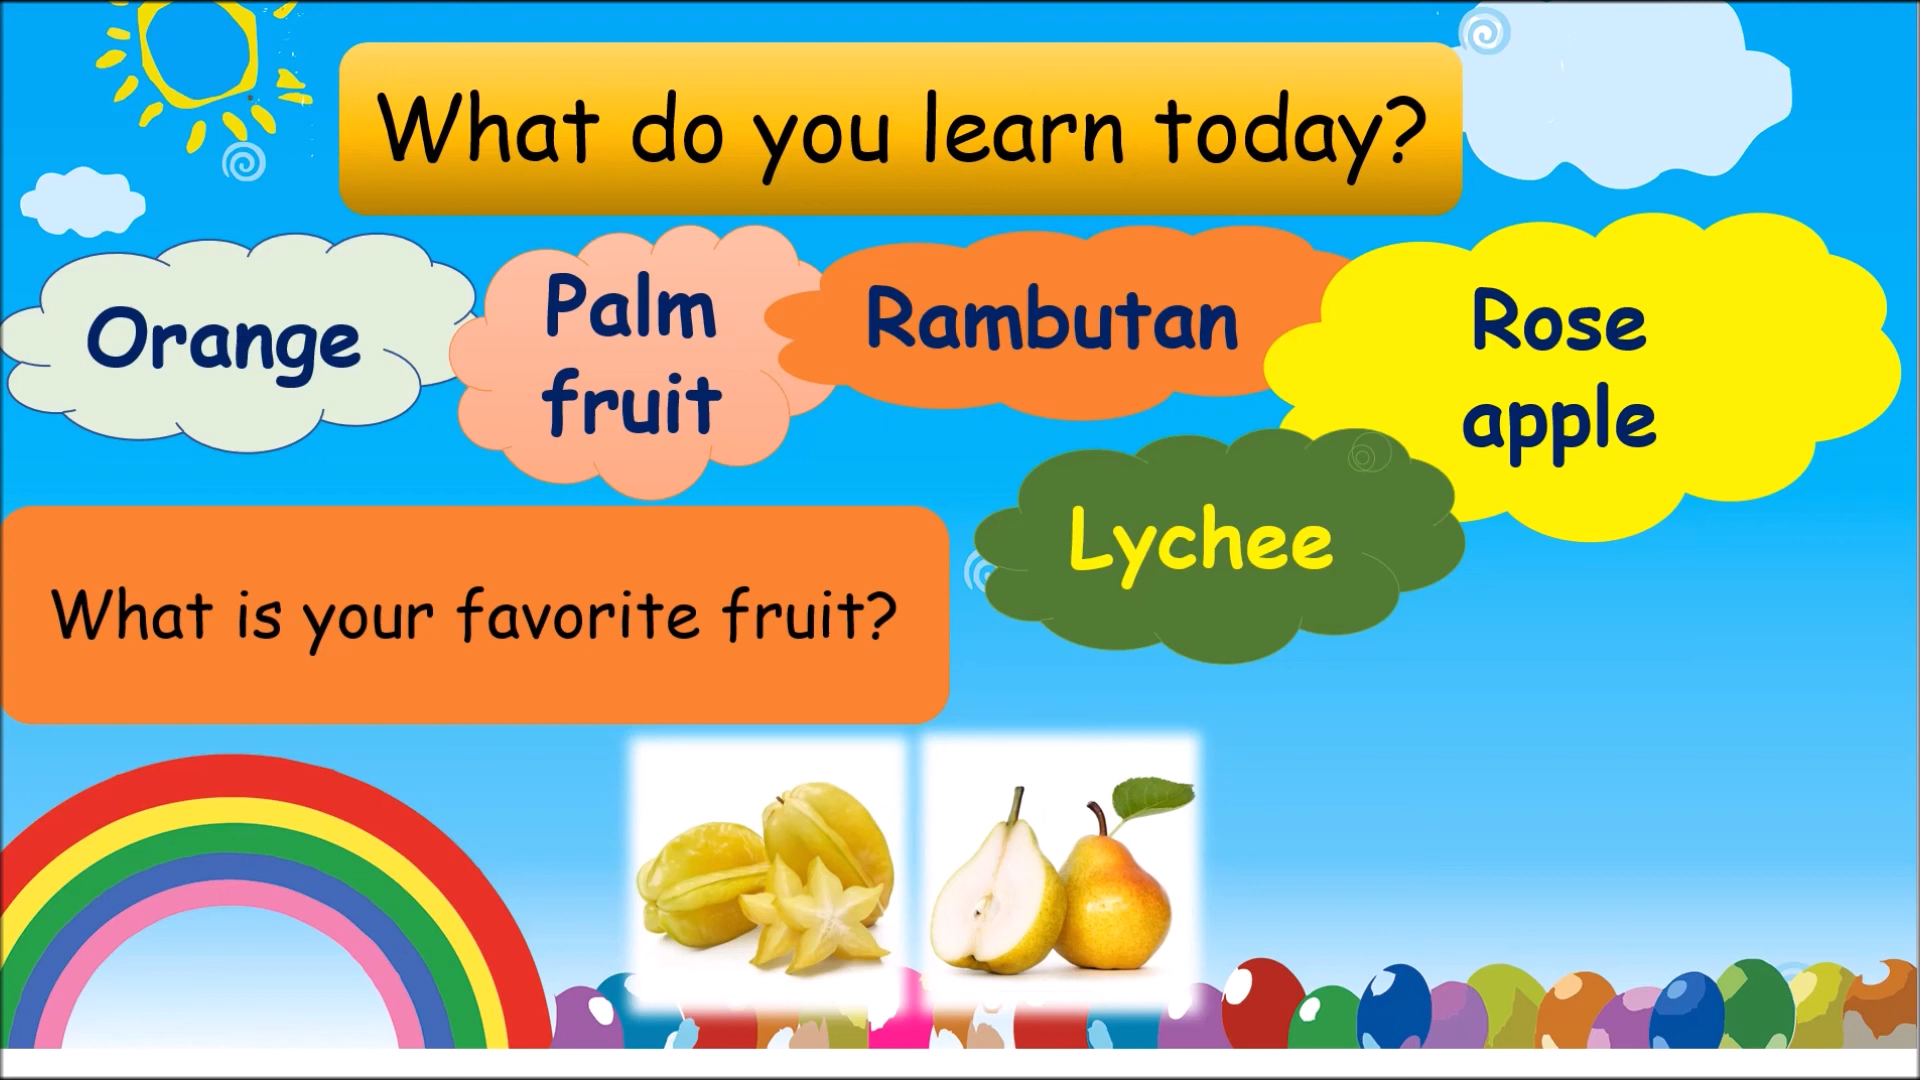 What do you learn today?
Orange
Palm
fruit
Rambutan
Rose
apple
Lychee
What is your favorite fruit?